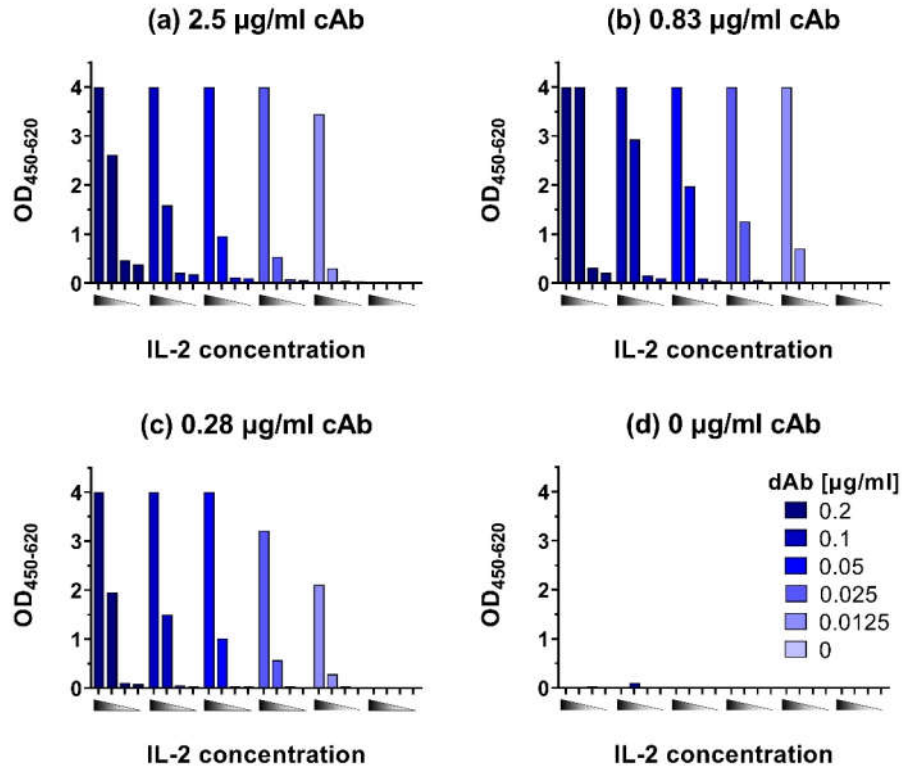 (a) 2.5 µg/ml cAb
(b) 0.83 µg/ml cAb
OD450-620
4
3
2
1
0
IL-2 concentration
OD450-620
4
3
2
1
0
IL-2 concentration
(c) 0.28 µg/ml cAb
(d) 0 µg/ml cAb
OD450-620
4
3
2
1
0
IL-2 concentration
OD450-620
4
3
2
1
0
dAb [µg/ml]
0.2
0.1
0.05
0.025
0.0125
0
IL-2 concentration